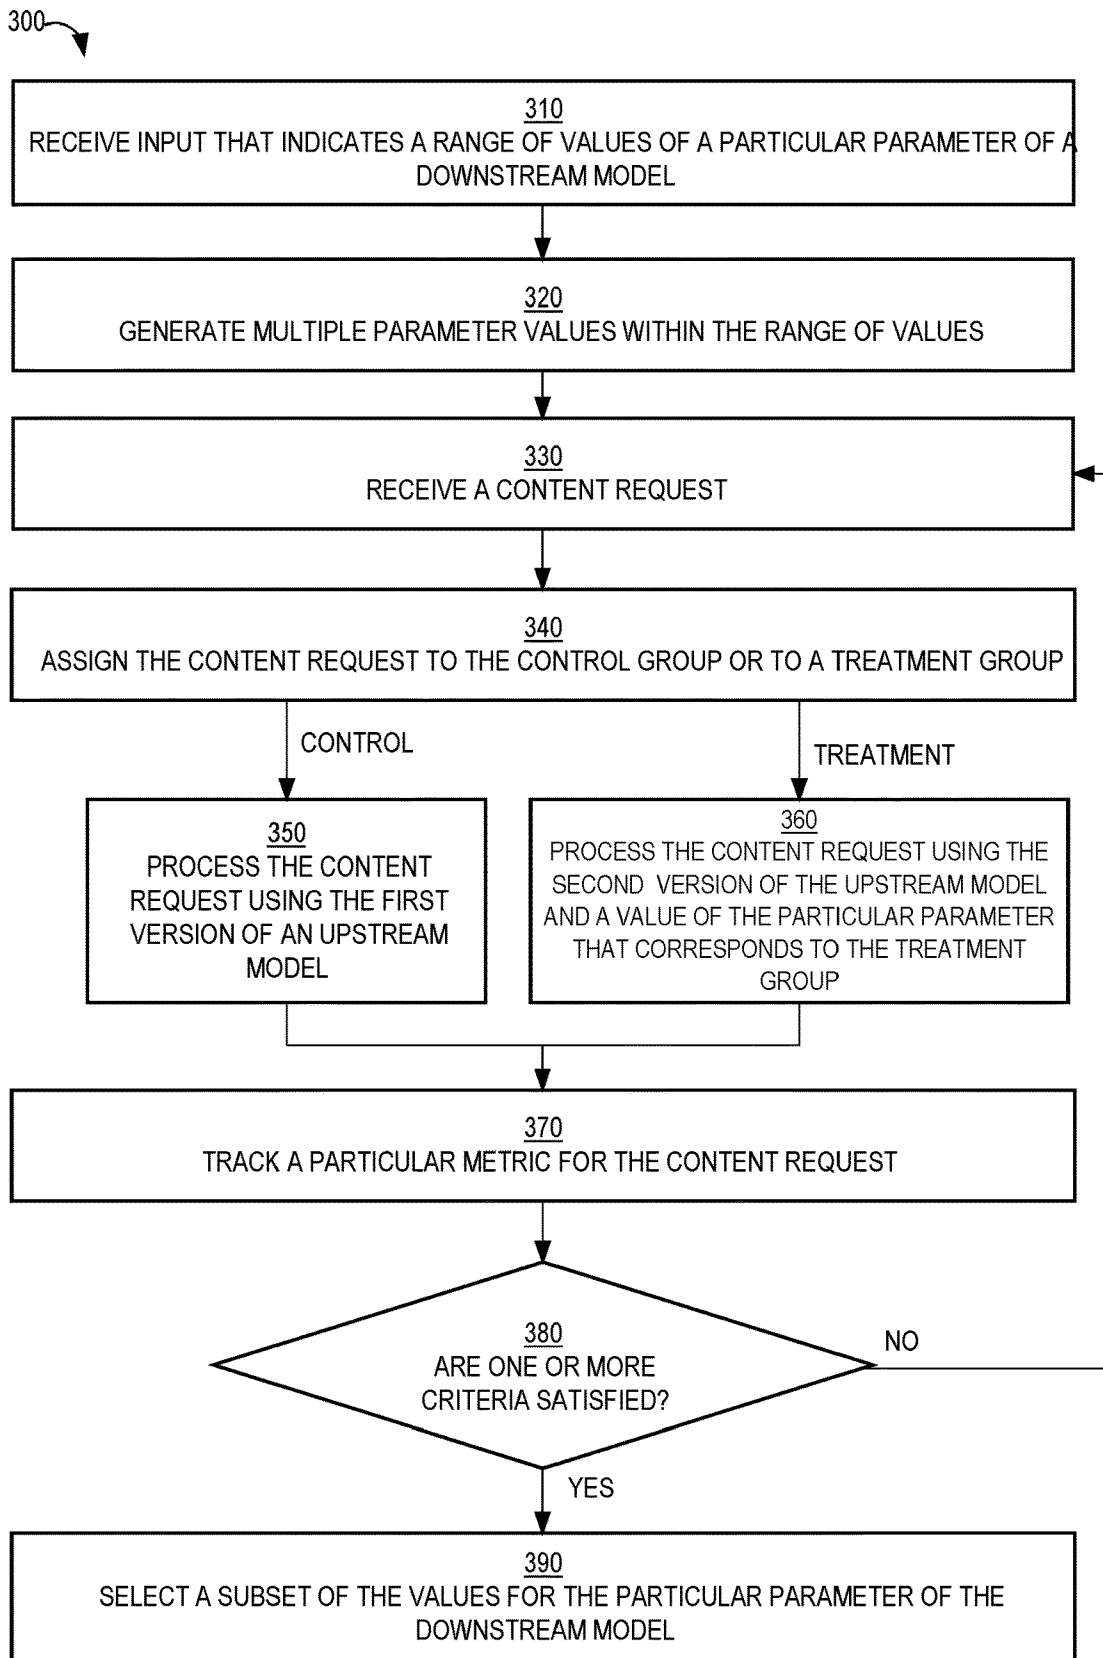 300
310
RECEIVE INPUT THAT INDICATES A RANGE OF VALUES OF A PARTICULAR PARAMETER OF A
DOWNSTREAM MODEL
320
GENERATE MULTIPLE PARAMETER VALUES WITHIN THE RANGE OF VALUES
330
RECEIVE A CONTENT REQUEST
340
ASSIGN THE CONTENT REQUEST TO THE CONTROL GROUP OR TO A TREATMENT GROUP
CONTROL
TREATMENT
350
PROCESS THE CONTENT
REQUEST USING THE FIRST
VERSION OF AN UPSTREAM
MODEL
360
PROCESS THE CONTENT REQUEST USING THE
SECOND VERSION OF THE UPSTREAM MODEL
AND A VALUE OF THE PARTICULAR PARAMETER
THAT CORRESPONDS TO THE TREATMENT
GROUP
370
TRACK A PARTICULAR METRIC FOR THE CONTENT REQUEST
380
ARE ONE OR MORE
CRITERIA SATISFIED?
NO
YES
390
SELECT A SUBSET OF THE VALUES FOR THE PARTICULAR PARAMETER OF THE
DOWNSTREAM MODEL